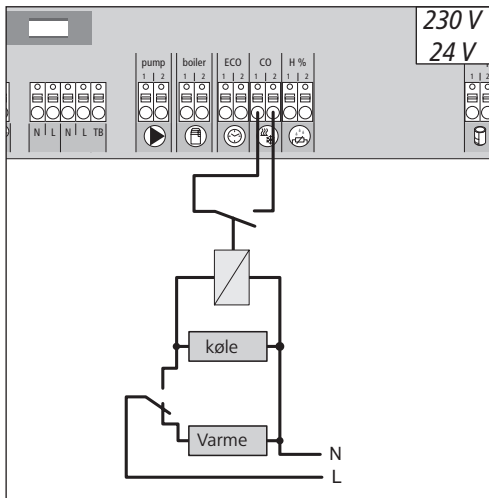 230 V
24 V
pump boiler ECO CO H %
1 2 1 2 1 2 1 2 1 2 1 2
N L N L TB
køle
Varme
N
L